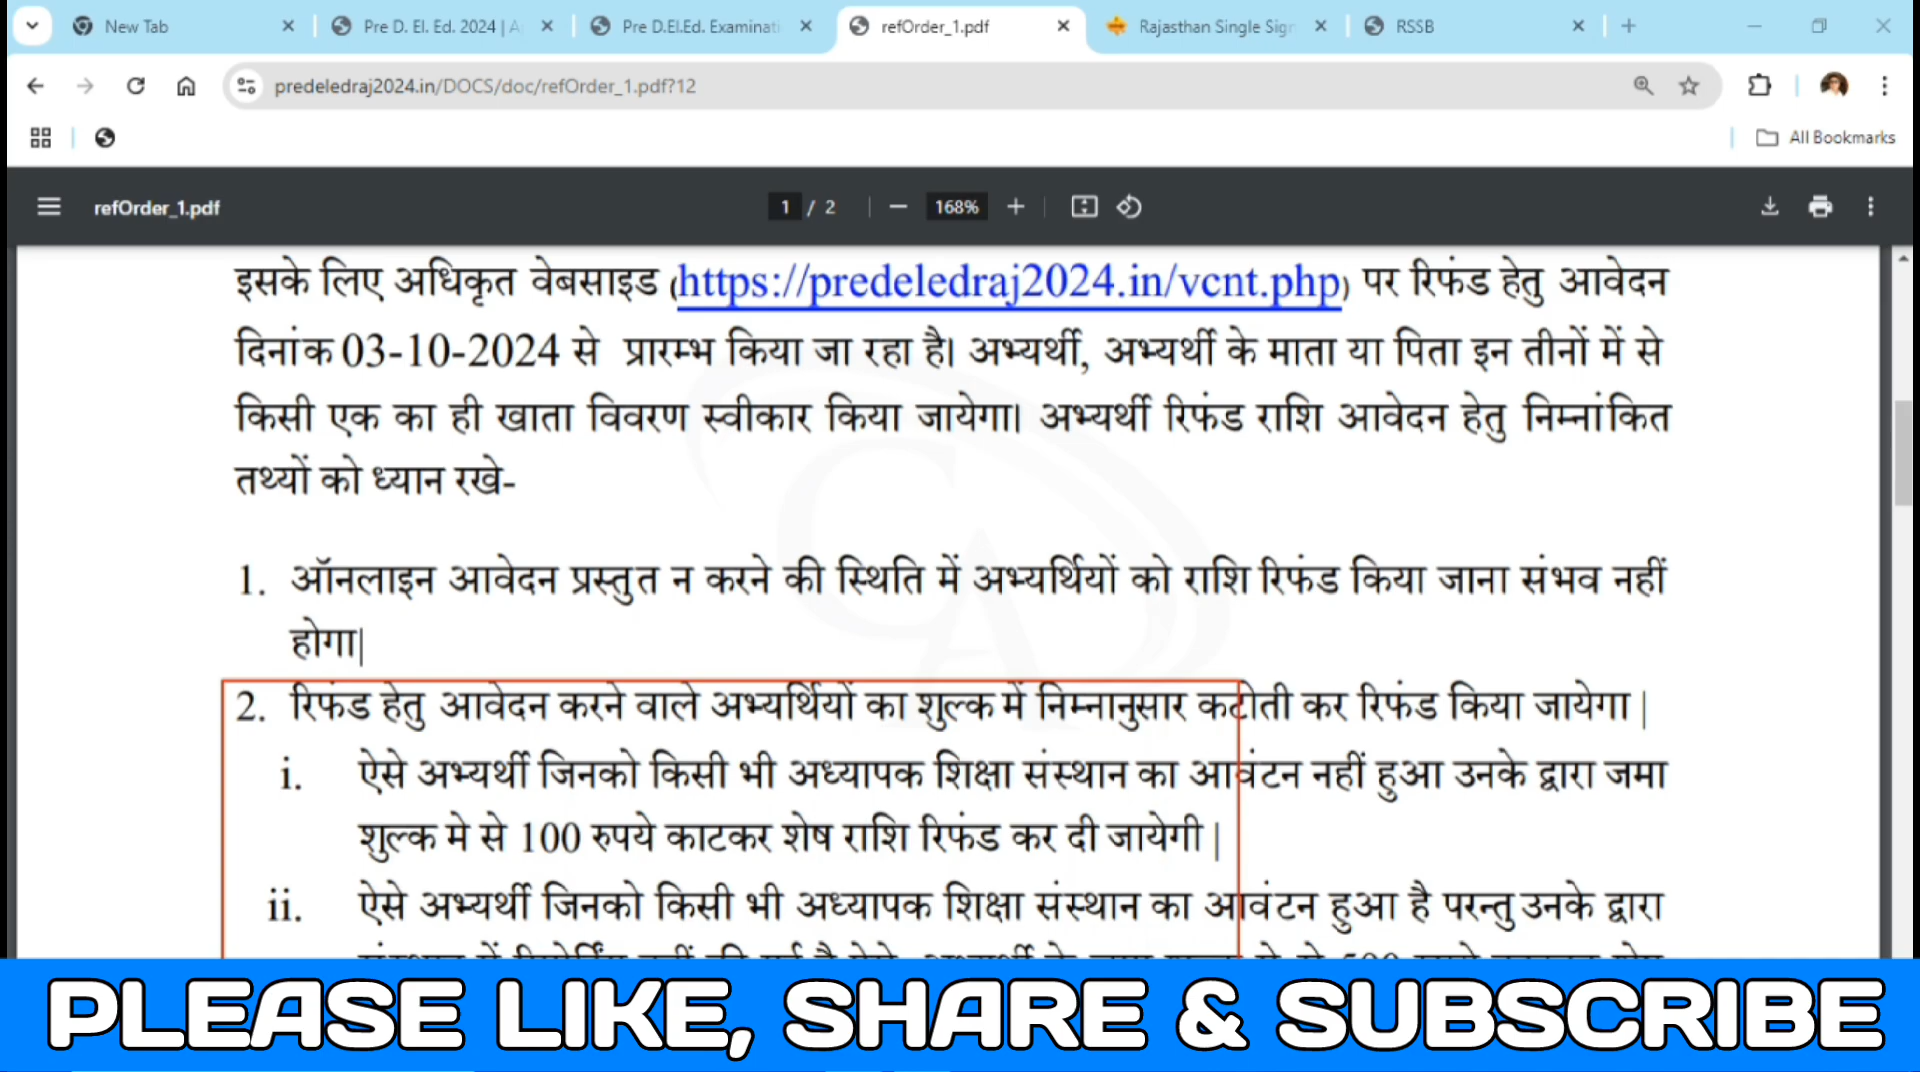 New Tab
Pre D. El. Ed. 2024 | A
Pre D.El.Ed. Examinati
refOrder_1.pdf
Rajasthan Single Sign
RSSB
predeledraj2024.in/DOCS/doc/refOrder_1.pdf?12
All Bookmarks
refOrder_1.pdf
1 / 2
168%
इसके लिए अधिकृत वेबसाइड (https://predeledraj2024.in/vcnt.php) पर रिफंड हेतु आवेदन
दिनांक 03-10-2024 से प्रारम्भ किया जा रहा है। अभ्यर्थी, अभ्यर्थी के माता या पिता इन तीनों में से
किसी एक का ही खाता विवरण स्वीकार किया जायेगा। अभ्यर्थी रिफंड राशि आवेदन हेतु निम्नांकित
तथ्यों को ध्यान रखे-
1. ऑनलाइन आवेदन प्रस्तुत न करने की स्थिति में अभ्यर्थियों को राशि रिफंड किया जाना संभव नहीं
होगा|
2. रिफंड हेतु आवेदन करने वाले अभ्यर्थियों का शुल्क में निम्नानुसार कटोती कर रिफंड किया जायेगा |
i. ऐसे अभ्यर्थी जिनको किसी भी अध्यापक शिक्षा संस्थान का आवंटन नहीं हुआ उनके द्वारा जमा
शुल्क मे से 100 रुपये काटकर शेष राशि रिफंड कर दी जायेगी |
ii. ऐसे अभ्यर्थी जिनको किसी भी अध्यापक शिक्षा संस्थान का आवंटन हुआ है परन्तु उनके द्वारा
PLEASE LIKE, SHARE & SUBSCRIBE